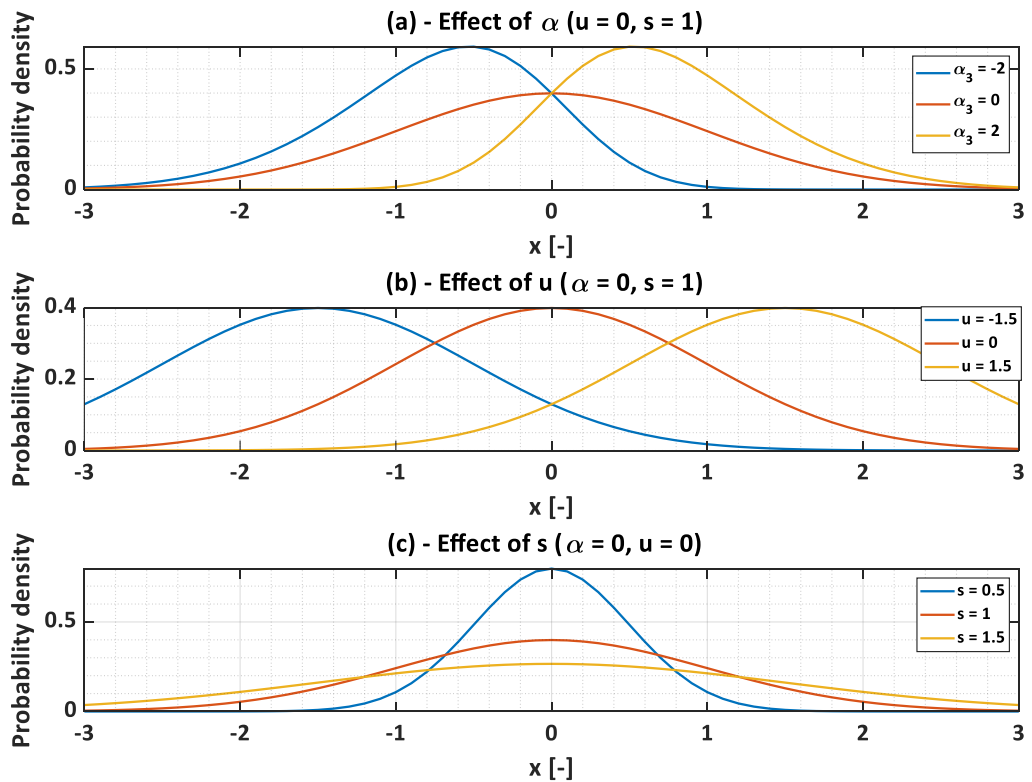 (a) - Effect of α (u = 0, s = 1)
Probability density
0.5
0
-3 -2 -1 0 1 2 3
x [-]
α3 = -2
α3 = 0
α3 = 2
(b) - Effect of u (α = 0, s = 1)
Probability density
0.4
0.2
0
-3 -2 -1 0 1 2 3
x [-]
u = -1.5
u = 0
u = 1.5
(c) - Effect of s (α = 0, u = 0)
Probability density
0.5
0
-3 -2 -1 0 1 2 3
x [-]
s = 0.5
s = 1
s = 1.5